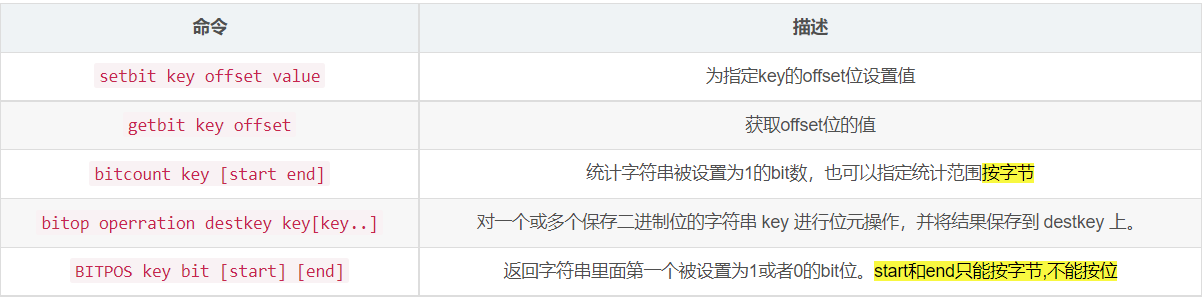 命令 描述
setbit key offset value 为指定key的offset位设置值
getbit key offset 获取offset位的值
bitcount key [start end] 统计字符串被设置为1的bit数，也可以指定统计范围按字节
bitop operration destkey key[key..] 对一个或多个保存二进制位的字符串 key 进行位元操作，并将结果保存到 destkey 上。
BITPOS key bit [start] [end] 返回字符串里面第一个被设置为1或者0的bit位。start和end只能按字节,不能按位